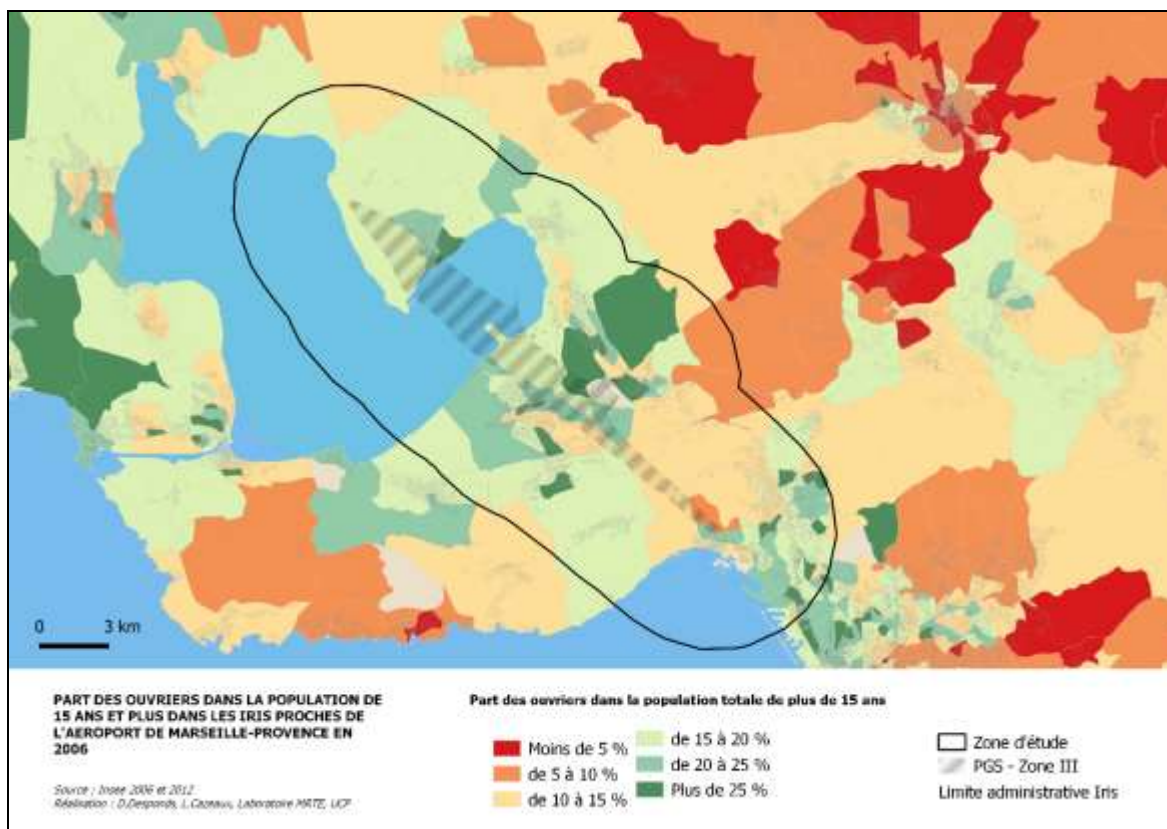 0 3 km
PART DES OUVRIERS DANS LA POPULATION DE
15 ANS ET PLUS DANS LES IRIS PROCHES DE
L'AEROPORT DE MARSEILLE-PROVENCE EN
2006
Source : Insee 2006 et 2012
Réalisation : D.Desponds, L.Cazeaux, Laboratoire MRTE, UCP
Part des ouvriers dans la population totale de plus de 15 ans
Moins de 5 %
de 5 à 10 %
de 10 à 15 %
de 15 à 20 %
de 20 à 25 %
Plus de 25 %
Zone d'étude
PGS - Zone III
Limite administrative Iris